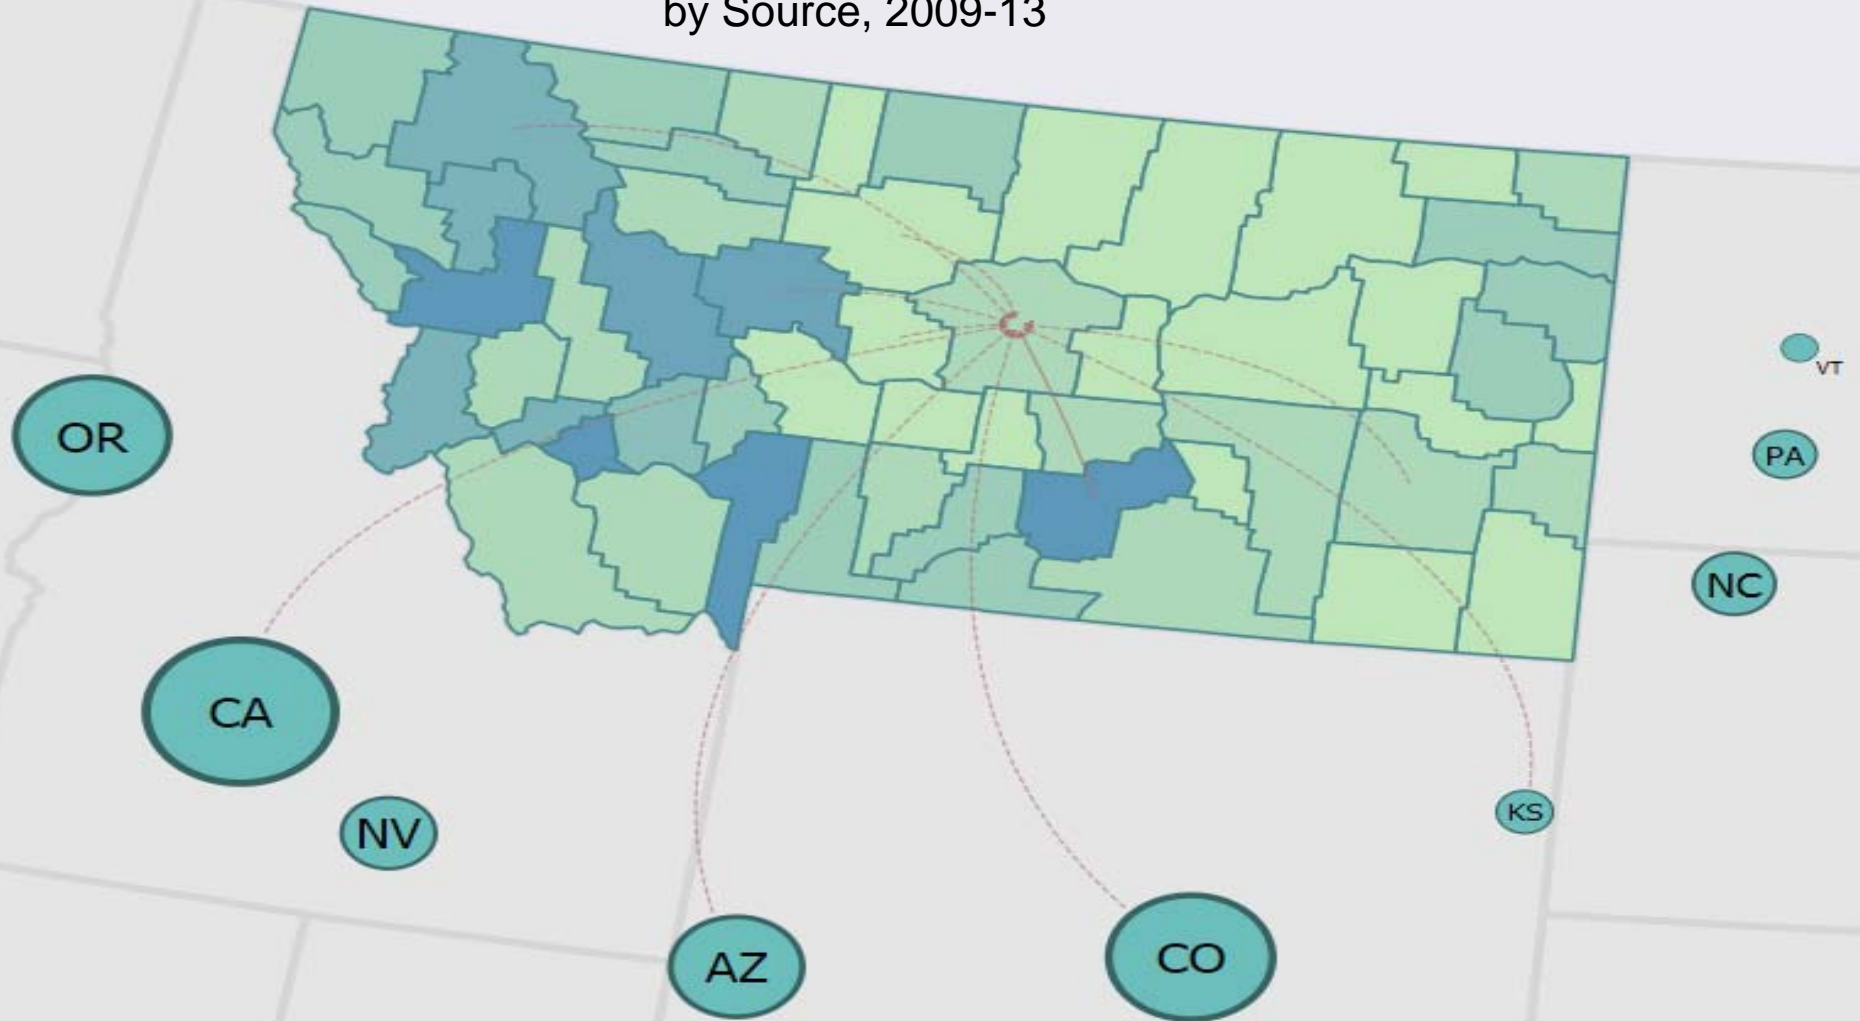 by Source, 2009-13
VT
OR
PA
NC
CA
KS
NV
AZ
CO